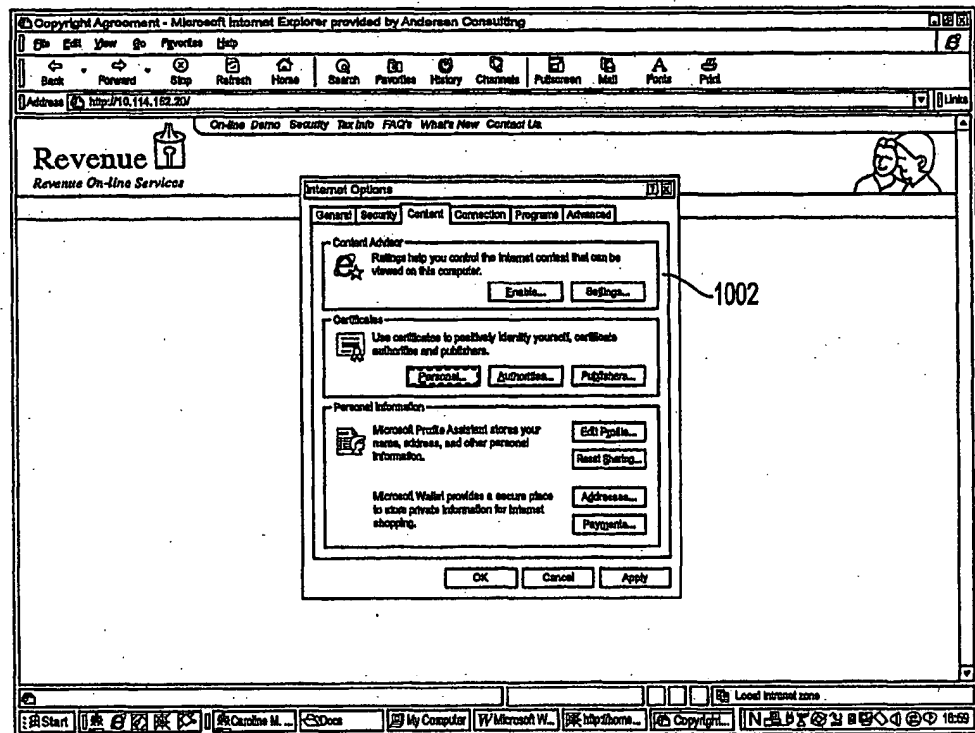 Copyright Agreement - Microsoft Internet Explorer provided by Andersen Consulting
File Edit View Go Favorites Help
Back Forward Stop Refresh Home Search Favorites History Channels Fullscreen Mail Fonts Print
Address http://10.114.152.20/ Links
On-line Demo Security Tax Info FAQ's What's New Contact Us
Revenue
Revenue On-line Services
Internet Options
General Security Content Connection Programs Advanced
Content Advisor
Ratings help you control the Internet content that can be
viewed on this computer.
Enable... Settings...
1002
Certificates
Use certificates to positively identify yourself, certificate
authorities and publishers.
Personal... Authorities... Publishers...
Personal Information
Microsoft Profile Assistant stores your
name, address, and other personal
information.
Edit Profile...
Reset Sharing...
Microsoft Wallet provides a secure place
to store private information for Internet
shopping.
Addresses...
Payments...
OK Cancel Apply
Local intranet zone
Start Caroline M. ... Docs My Computer Microsoft W... http://home... Copyright... 18:59